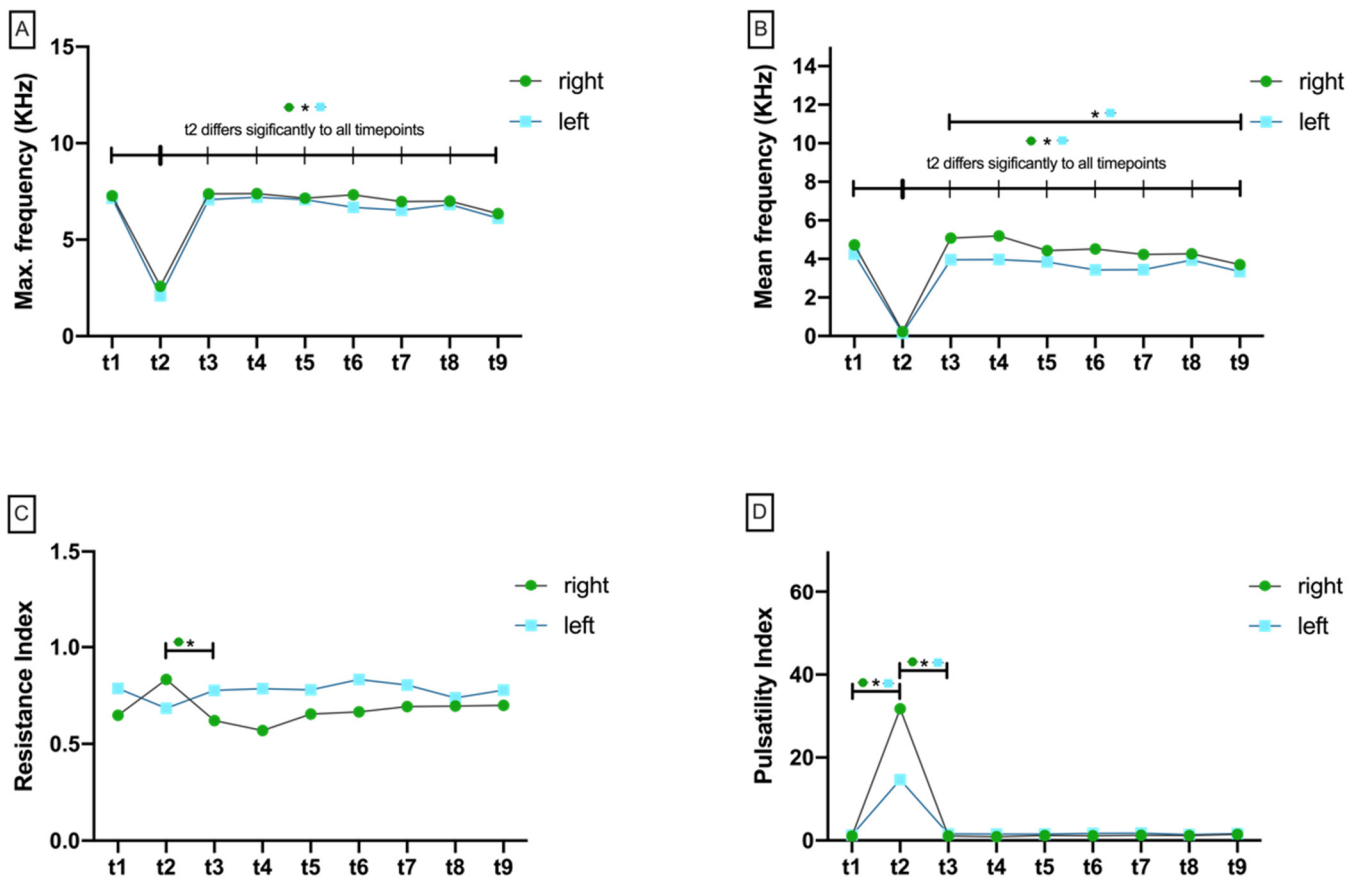 A
Max. frequency (KHz)
15
10
5
0
right
left
*
t2 differs sigificantly to all timepoints
t1 t2 t3 t4 t5 t6 t7 t8 t9
B
Mean frequency (KHz)
14
12
10
8
6
4
2
0
right
left
*
*
t2 differs sigificantly to all timepoints
t1 t2 t3 t4 t5 t6 t7 t8 t9
C
Resistance Index
1.5
1.0
0.5
0.0
right
left
*
t1 t2 t3 t4 t5 t6 t7 t8 t9
D
Pulsatility Index
60
40
20
0
right
left
*
*
t1 t2 t3 t4 t5 t6 t7 t8 t9